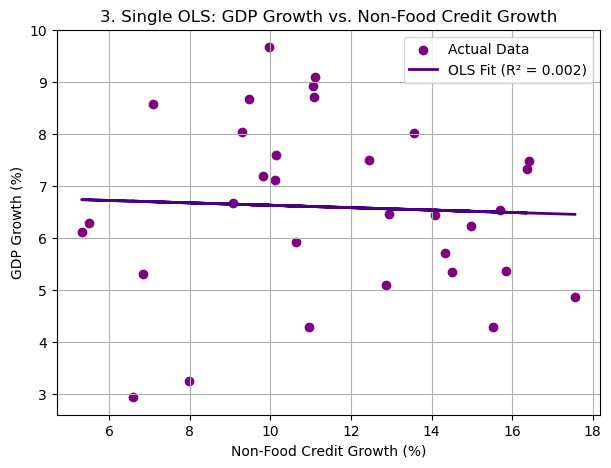 3. Single OLS: GDP Growth vs. Non-Food Credit Growth
Actual Data
OLS Fit (R² = 0.002)
10
9
8
7
6
5
4
3
GDP Growth (%)
6 8 10 12 14 16 18
Non-Food Credit Growth (%)